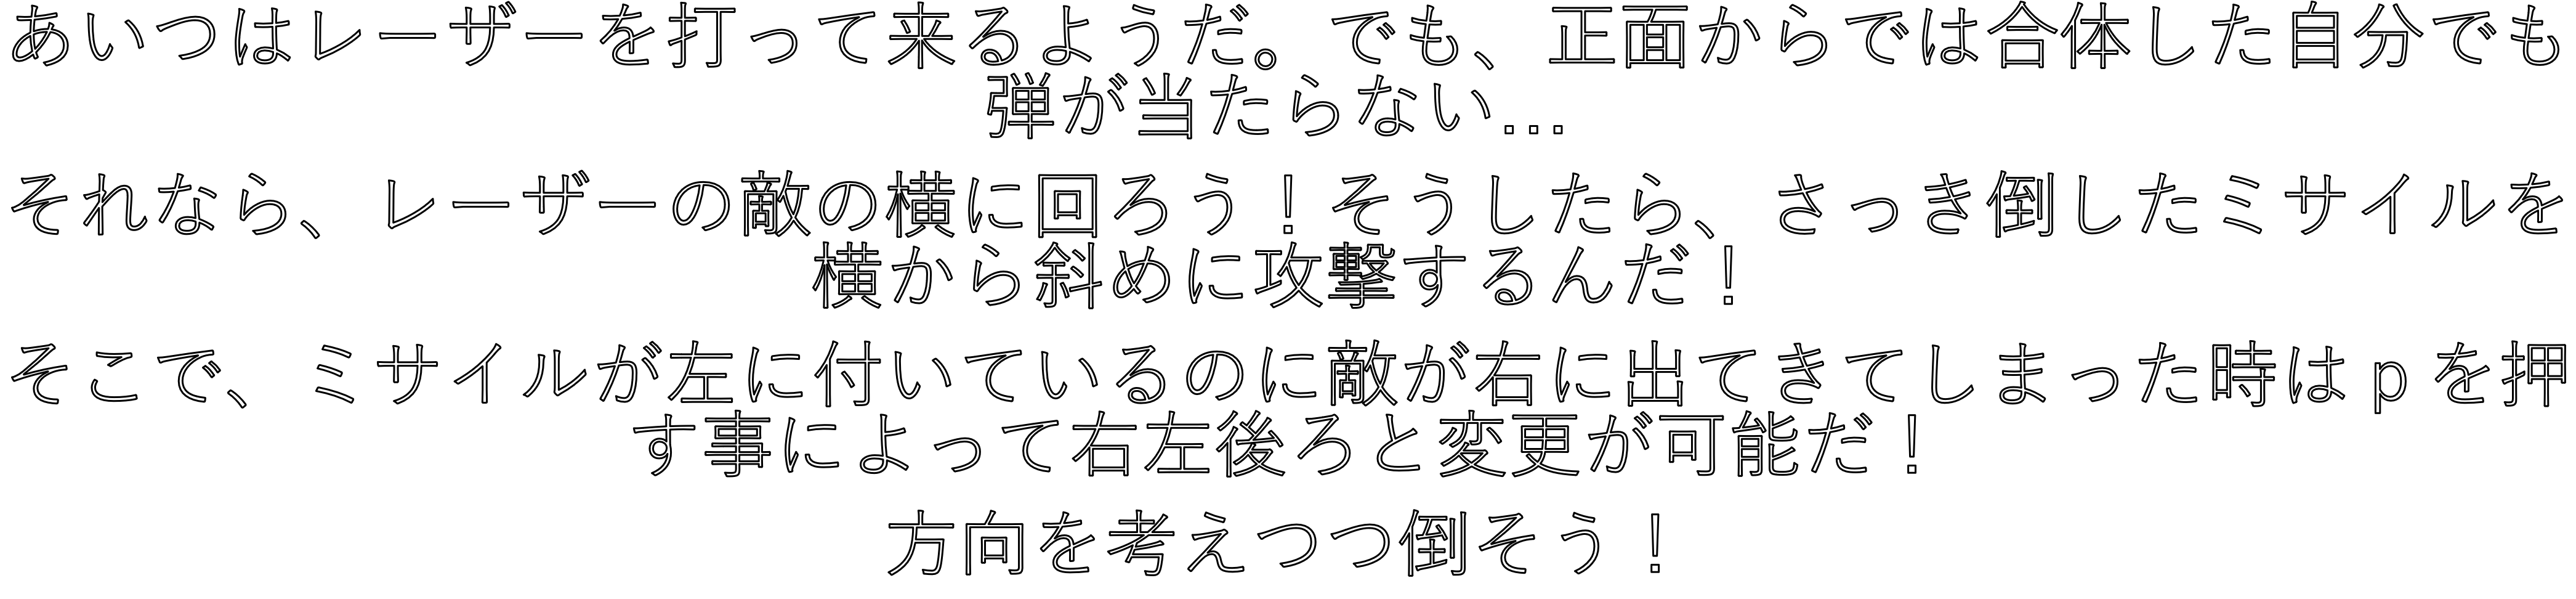 あいつはレーザーを打って来るようだ。でも、正面からでは合体した自分でも
弾が当たらない...
それなら、レーザーの敵の横に回ろう！そうしたら、さっき倒したミサイルを
横から斜めに攻撃するんだ！
そこで、ミサイルが左に付いているのに敵が右に出てきてしまった時はｐを押
す事によって右左後ろと変更が可能だ！
方向を考えつつ倒そう！